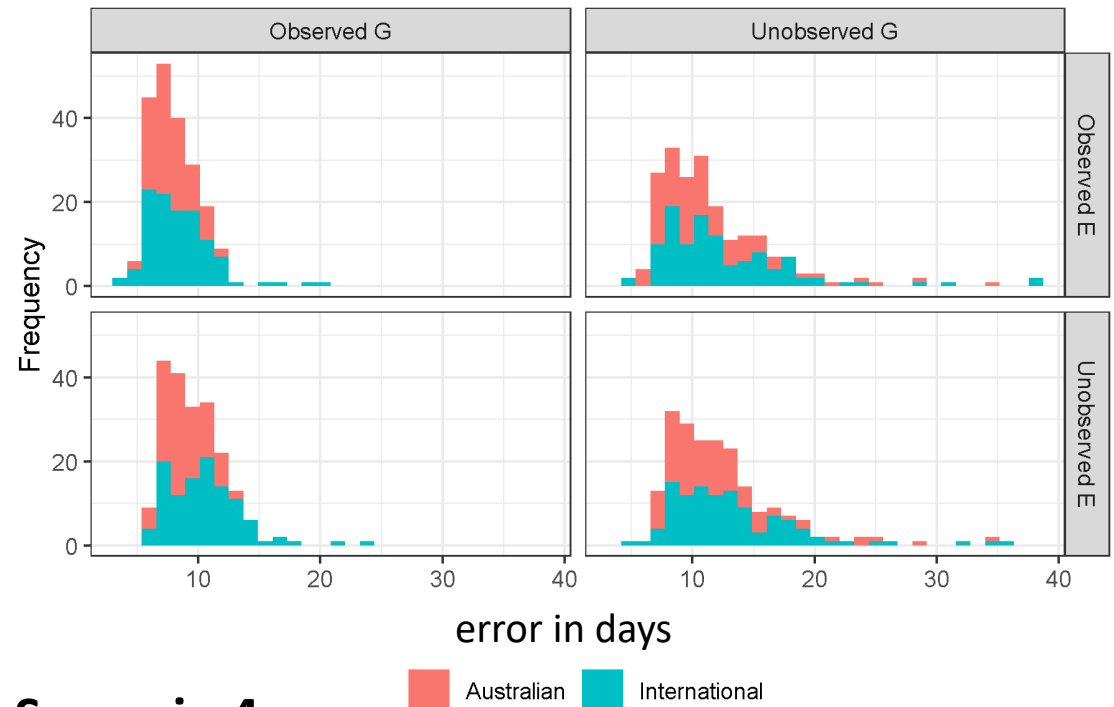 Observed G
Unobserved G
Observed E
Unobserved E
Frequency
40
20
0
40
20
0
10 20 30 40
10 20 30 40
error in days
Australian
International